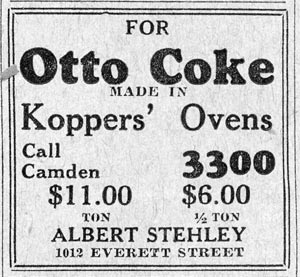 FOR
Otto Coke
MADE IN
Koppers' Ovens
Call
Camden 3300
$11.00 $6.00
TON ½ TON
ALBERT STEHLEY
1012 EVERETT STREET